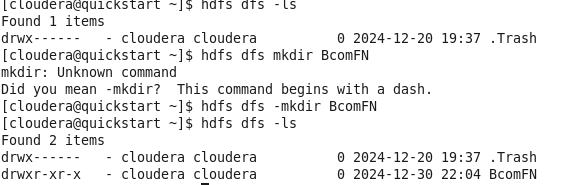 [cloudera@quickstart ~]$ hdfs dfs -ls
Found 1 items
drwx------   - cloudera cloudera          0 2024-12-20 19:37 .Trash
[cloudera@quickstart ~]$ hdfs dfs mkdir BcomFN
mkdir: Unknown command
Did you mean -mkdir?  This command begins with a dash.
[cloudera@quickstart ~]$ hdfs dfs -mkdir BcomFN
[cloudera@quickstart ~]$ hdfs dfs -ls
Found 2 items
drwx------   - cloudera cloudera          0 2024-12-20 19:37 .Trash
drwxr-xr-x   - cloudera cloudera          0 2024-12-30 22:04 BcomFN